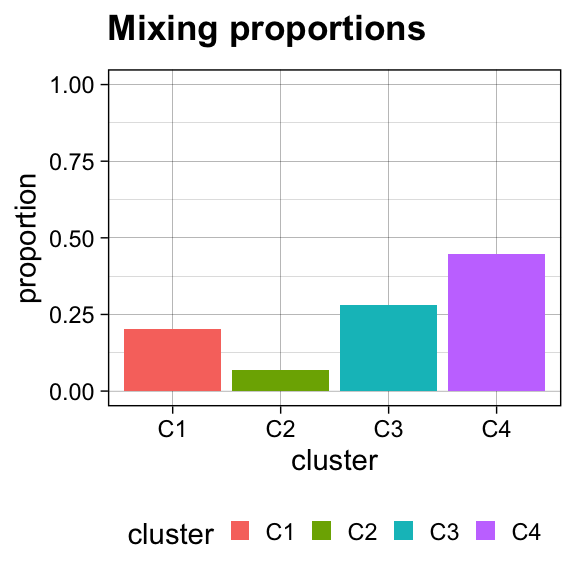 Mixing proportions
1.00
0.75
0.50
0.25
0.00
proportion
C1 C2 C3 C4
cluster
cluster C1 C2 C3 C4